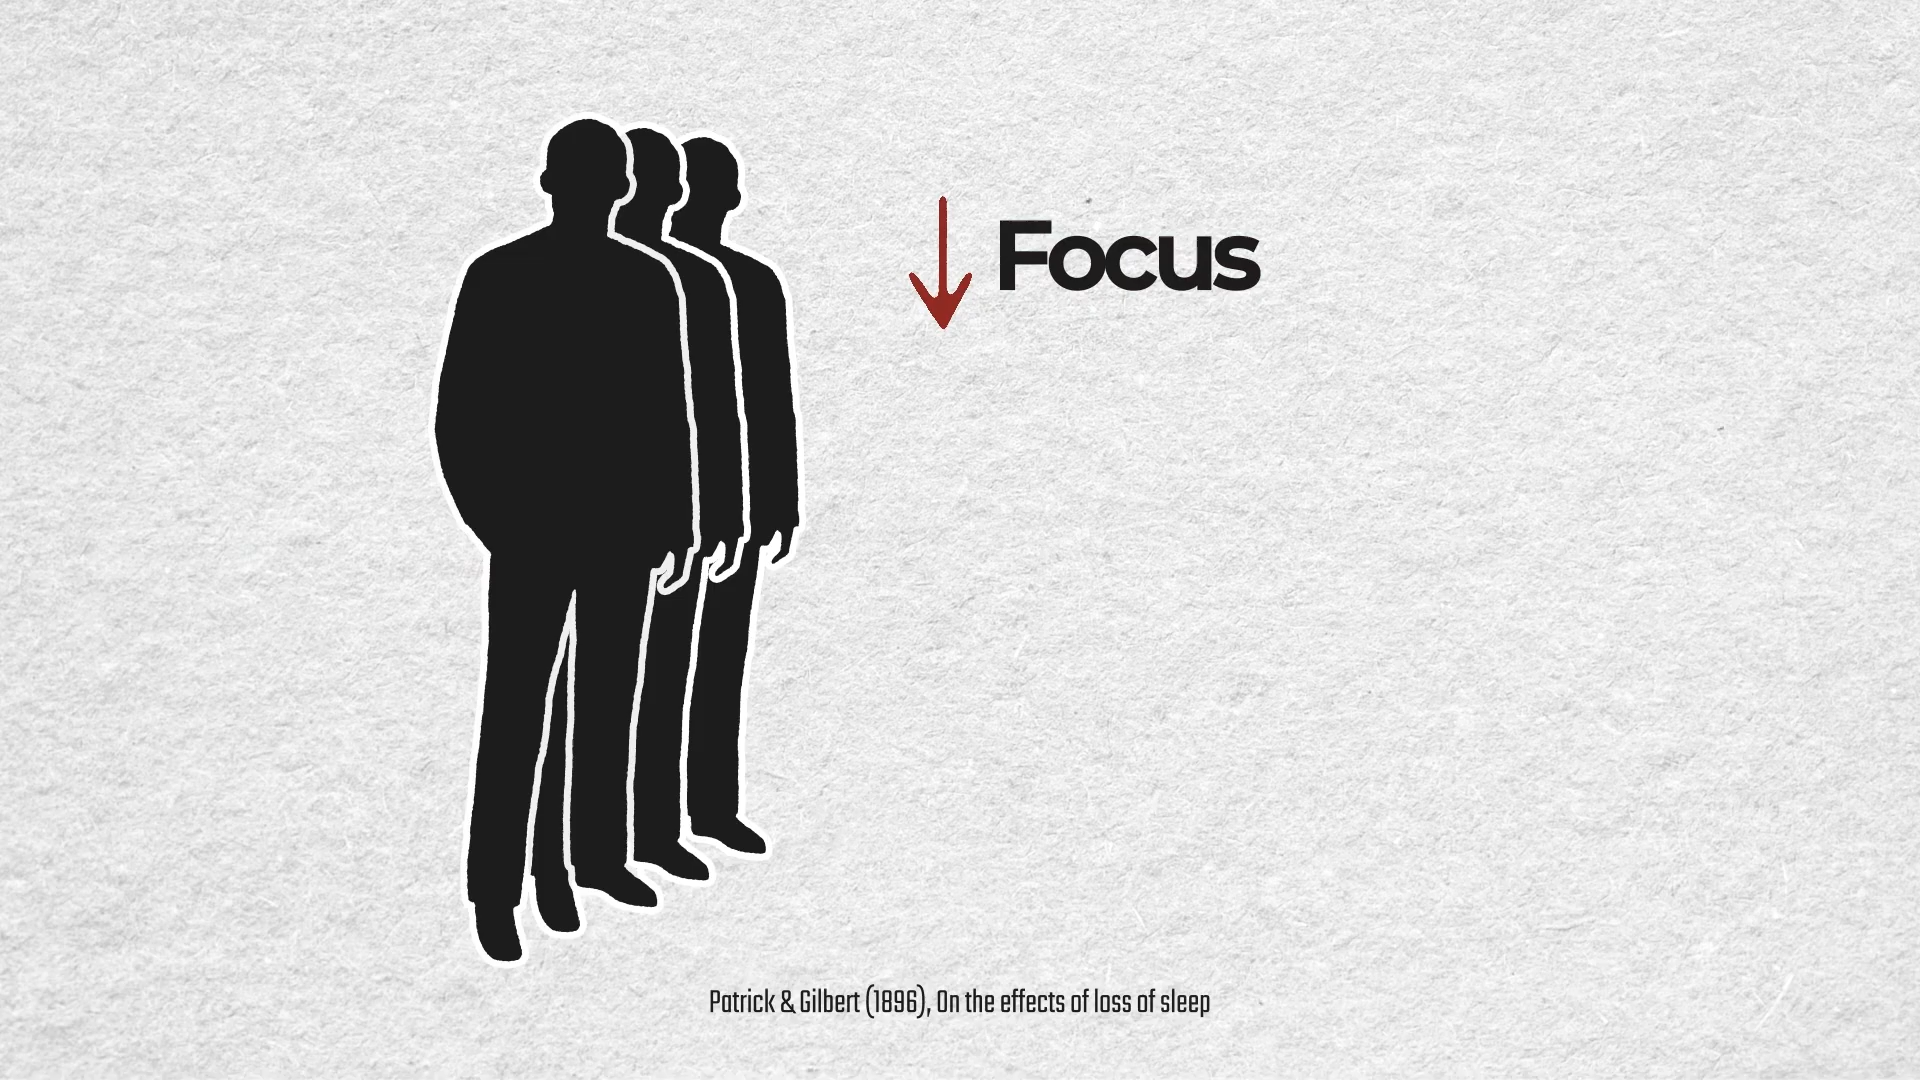 Focus
Patrick & Gilbert (1896), On the effects of loss of sleep